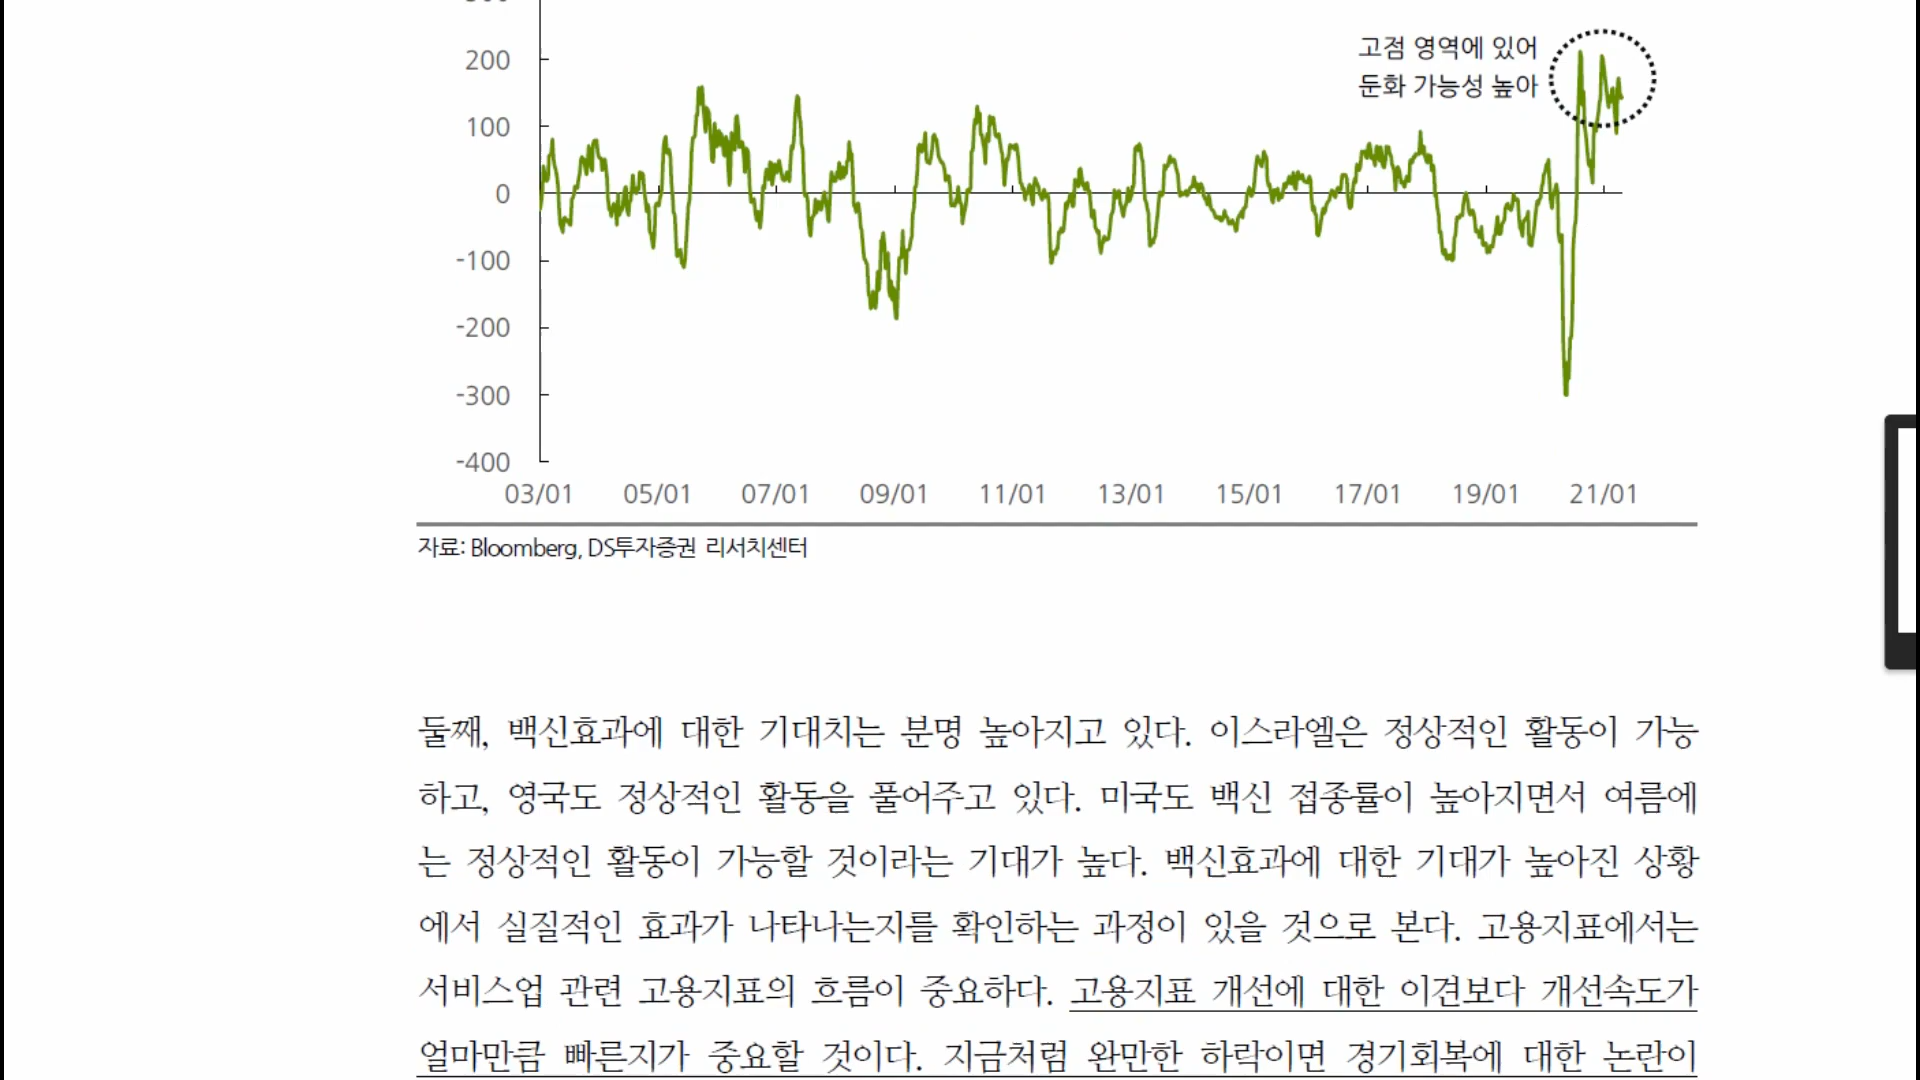 고점 영역에 있어
둔화 가능성 높아
200
100
0
-100
-200
-300
-400
03/01 05/01 07/01 09/01 11/01 13/01 15/01 17/01 19/01 21/01
자료: Bloomberg, DS투자증권 리서치센터
둘째, 백신효과에 대한 기대치는 분명 높아지고 있다. 이스라엘은 정상적인 활동이 가능
하고, 영국도 정상적인 활동을 풀어주고 있다. 미국도 백신 접종률이 높아지면서 여름에
는 정상적인 활동이 가능할 것이라는 기대가 높다. 백신효과에 대한 기대가 높아진 상황
에서 실질적인 효과가 나타나는지를 확인하는 과정이 있을 것으로 본다. 고용지표에서는
서비스업 관련 고용지표의 흐름이 중요하다. 고용지표 개선에 대한 이견보다 개선속도가
얼마만큼 빠른지가 중요할 것이다. 지금처럼 완만한 하락이면 경기회복에 대한 논란이